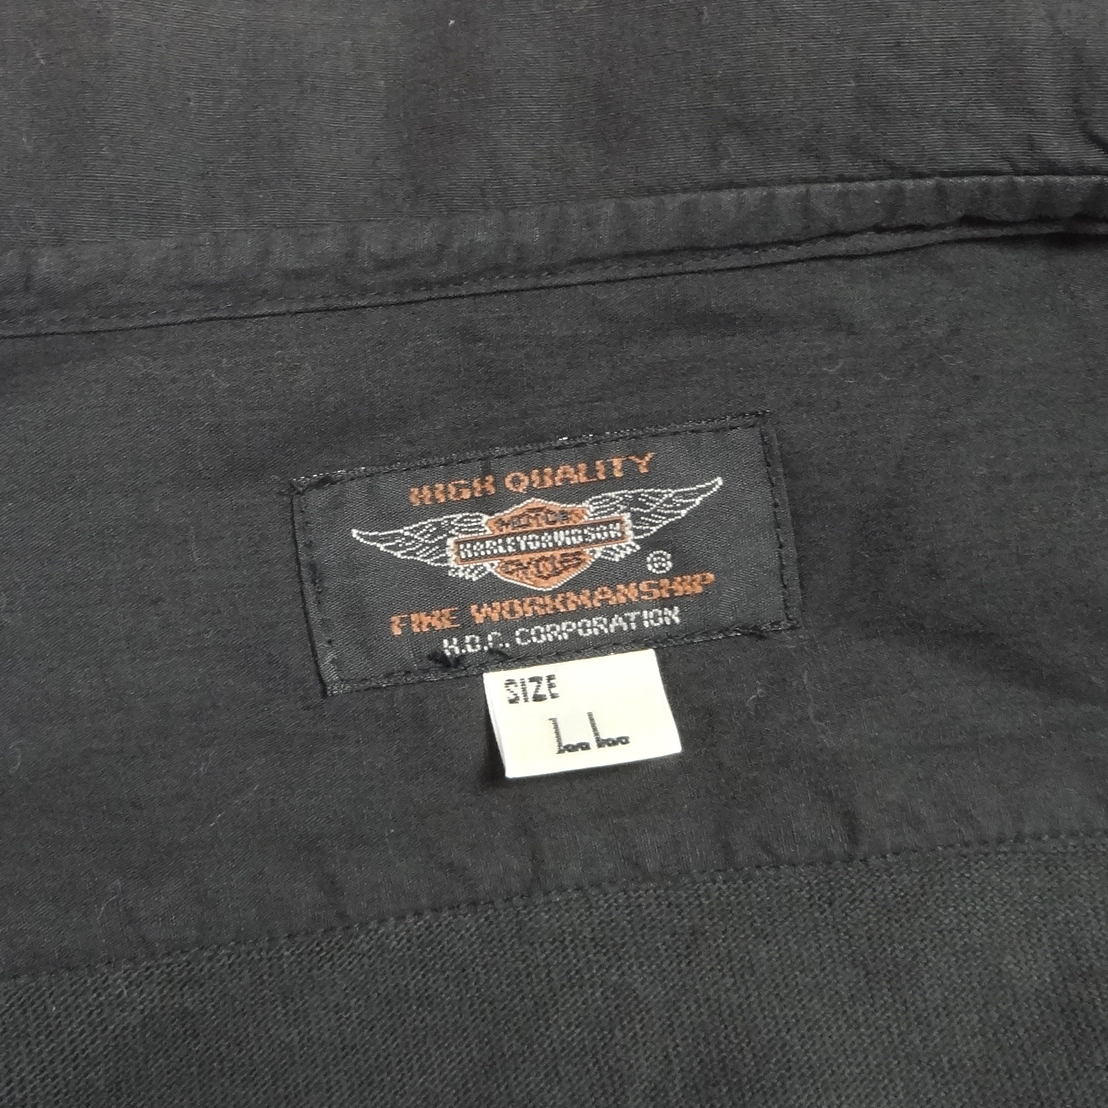 HIGH QUALITY
MOTOR
HARLEY DAVIDSON
CYCLES
®
FINE WORKMANSHIP
H.D.C. CORPORATION
SIZE
LL